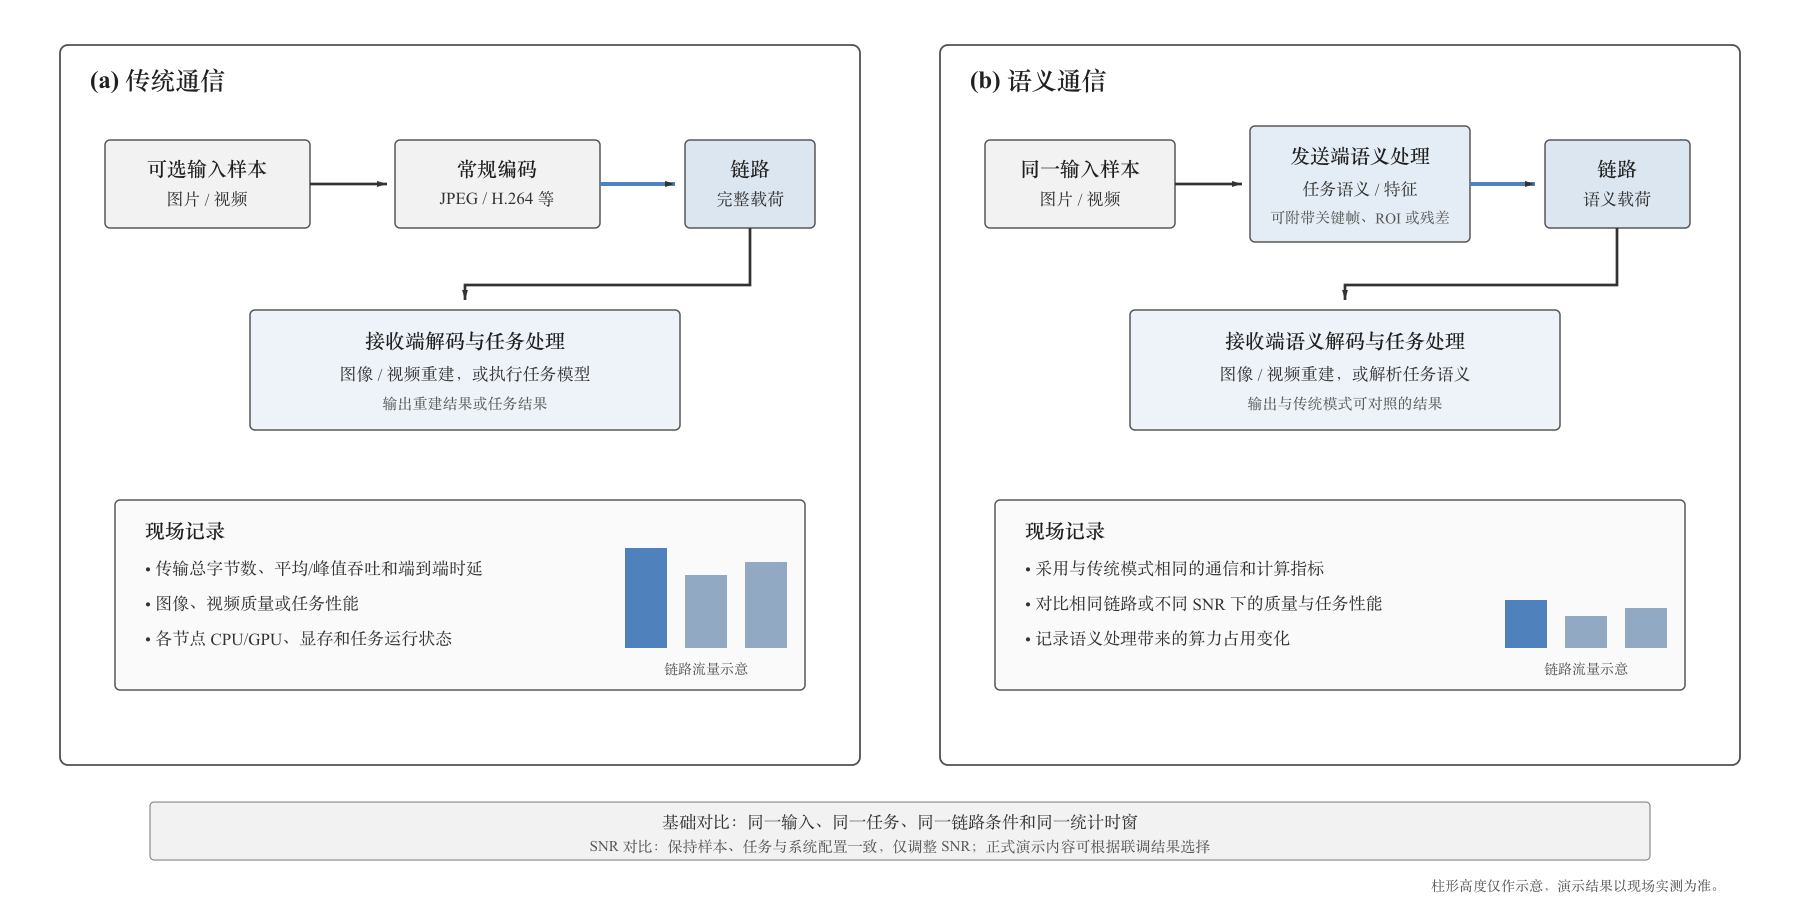 (a) 传统通信
可选输入样本
图片 / 视频
常规编码
JPEG / H.264 等
链路
完整载荷
接收端解码与任务处理
图像 / 视频重建，或执行任务模型
输出重建结果或任务结果
现场记录
• 传输总字节数、平均/峰值吞吐和端到端时延
• 图像、视频质量或任务性能
• 各节点 CPU/GPU、显存和任务运行状态
链路流量示意
(b) 语义通信
同一输入样本
图片 / 视频
发送端语义处理
任务语义 / 特征
可附带关键帧、ROI 或残差
链路
语义载荷
接收端语义解码与任务处理
图像 / 视频重建，或解析任务语义
输出与传统模式可对照的结果
现场记录
• 采用与传统模式相同的通信和计算指标
• 对比相同链路或不同 SNR 下的质量与任务性能
• 记录语义处理带来的算力占用变化
链路流量示意
基础对比：同一输入、同一任务、同一链路条件和同一统计时窗
SNR 对比：保持样本、任务与系统配置一致，仅调整 SNR；正式演示内容可根据联调结果选择
柱形高度仅作示意，演示结果以现场实测为准。